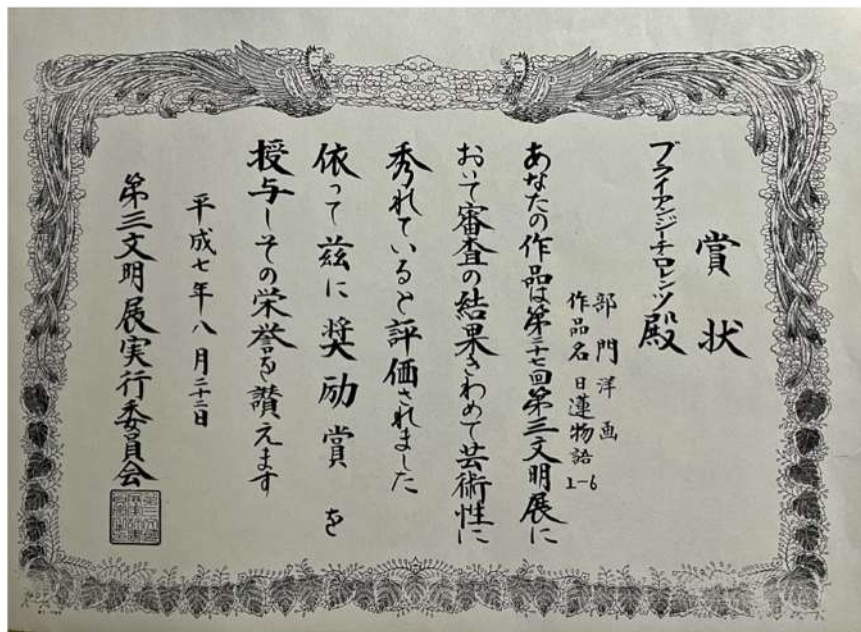 賞状
ブライアンジーチロレンツ殿
部門洋画
作品名日蓮物語1-6
あなたの作品は第二十七回第三文明展に
おいて審査の結果きわめて芸術性に
秀れていると評価されました
依って茲に奨励賞を
授与しその栄誉を讃えます
平成七年八月二十二日
第三文明展実行委員会